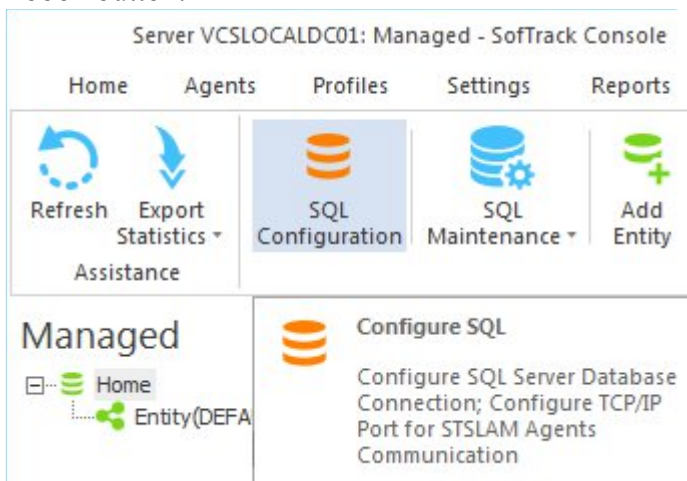 Server VCSLOCALDC01: Managed - SofTrack Console
Home Agents Profiles Settings Reports
Refresh Export Statistics SQL Configuration SQL Maintenance Add Entity
Assistance
Managed
Home
Entity(DEFA
Configure SQL
Configure SQL Server Database
Connection; Configure TCP/IP
Port for STSLAM Agents
Communication